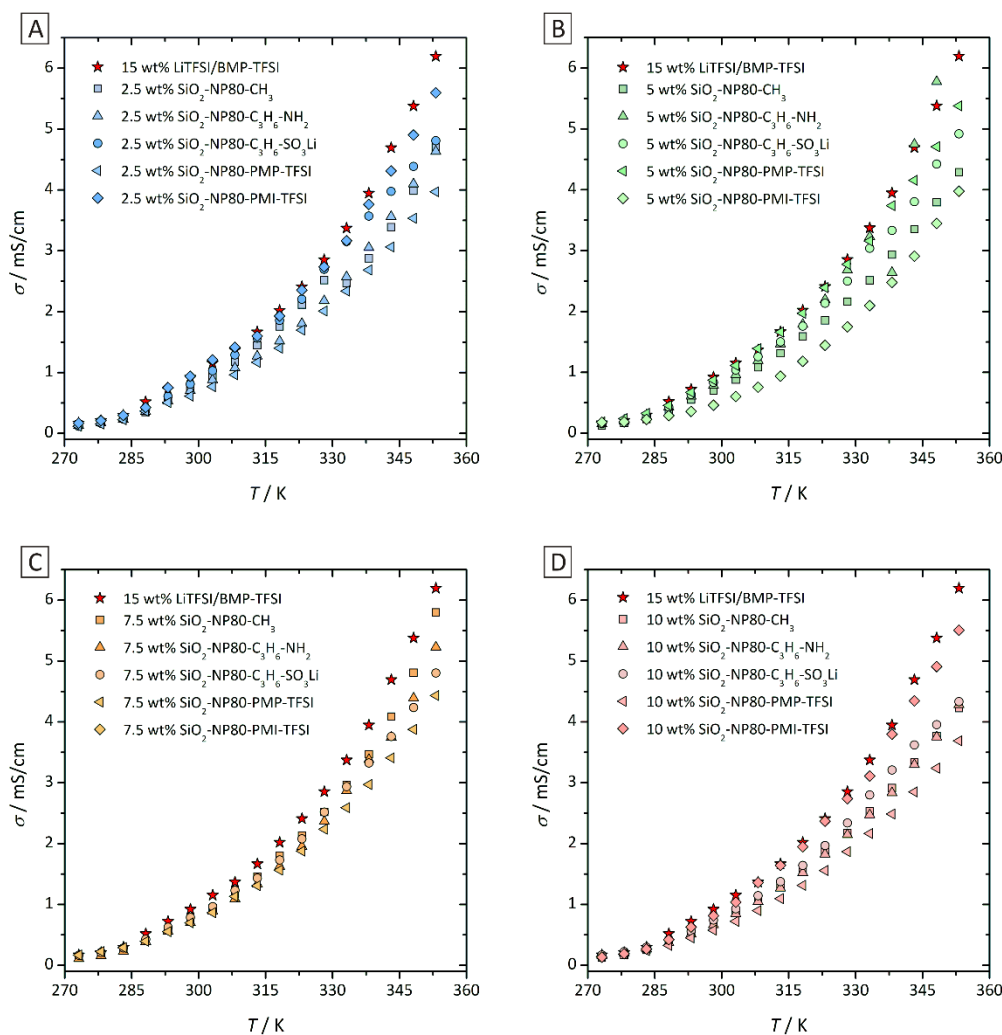 A
15 wt% LiTFSI/BMP-TFSI
2.5 wt% SiO₂-NP80-CH₃
2.5 wt% SiO₂-NP80-C₃H₆-NH₂
2.5 wt% SiO₂-NP80-C₃H₆-SO₃Li
2.5 wt% SiO₂-NP80-PMP-TFSI
2.5 wt% SiO₂-NP80-PMI-TFSI
σ / mS/cm
6
5
4
3
2
1
0
270 285 300 315 330 345 360
T / K
B
15 wt% LiTFSI/BMP-TFSI
5 wt% SiO₂-NP80-CH₃
5 wt% SiO₂-NP80-C₃H₆-NH₂
5 wt% SiO₂-NP80-C₃H₆-SO₃Li
5 wt% SiO₂-NP80-PMP-TFSI
5 wt% SiO₂-NP80-PMI-TFSI
σ / mS/cm
6
5
4
3
2
1
0
270 285 300 315 330 345 360
T / K
C
15 wt% LiTFSI/BMP-TFSI
7.5 wt% SiO₂-NP80-CH₃
7.5 wt% SiO₂-NP80-C₃H₆-NH₂
7.5 wt% SiO₂-NP80-C₃H₆-SO₃Li
7.5 wt% SiO₂-NP80-PMP-TFSI
7.5 wt% SiO₂-NP80-PMI-TFSI
σ / mS/cm
6
5
4
3
2
1
0
270 285 300 315 330 345 360
T / K
D
15 wt% LiTFSI/BMP-TFSI
10 wt% SiO₂-NP80-CH₃
10 wt% SiO₂-NP80-C₃H₆-NH₂
10 wt% SiO₂-NP80-C₃H₆-SO₃Li
10 wt% SiO₂-NP80-PMP-TFSI
10 wt% SiO₂-NP80-PMI-TFSI
σ / mS/cm
6
5
4
3
2
1
0
270 285 300 315 330 345 360
T / K